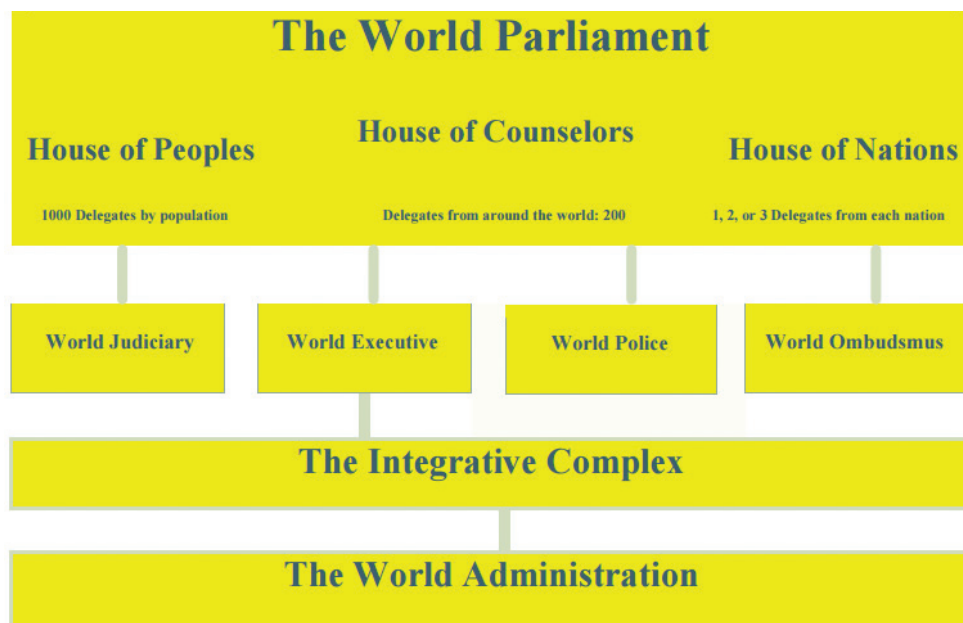 The World Parliament
House of Peoples
House of Counselors
House of Nations
1000 Delegates by population
Delegates from around the world: 200
1, 2, or 3 Delegates from each nation
World Judiciary
World Executive
World Police
World Ombudsmus
The Integrative Complex
The World Administration